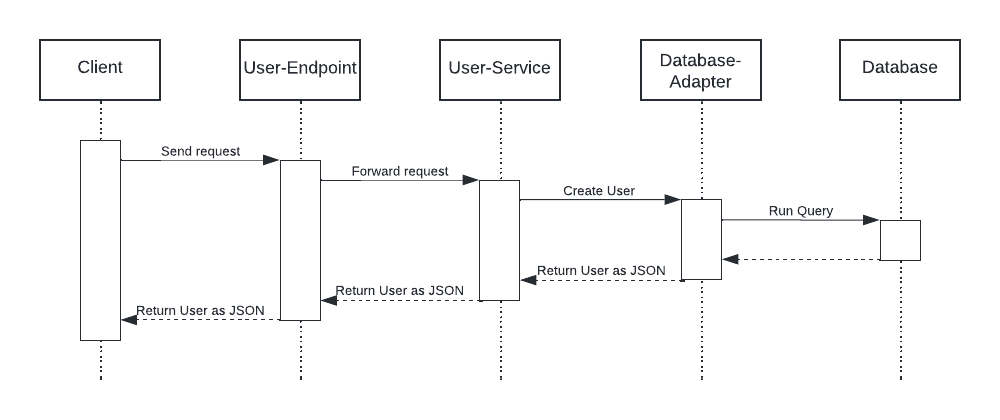 Client
User-Endpoint
User-Service
Database-
Adapter
Database
Send request
Forward request
Create User
Run Query
Return User as JSON
Return User as JSON
Return User as JSON